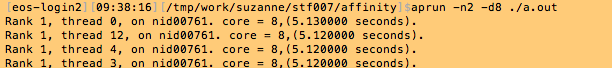 [eos-login2][09:38:16][/tmp/work/suzanne/stf007/affinity]$aprun -n2 -d8 ./a.out
Rank 1, thread 0, on nid00761. core = 8,(5.130000 seconds).
Rank 1, thread 12, on nid00761. core = 8,(5.120000 seconds).
Rank 1, thread 4, on nid00761. core = 8,(5.120000 seconds).
Rank 1, thread 3, on nid00761. core = 8,(5.120000 seconds).